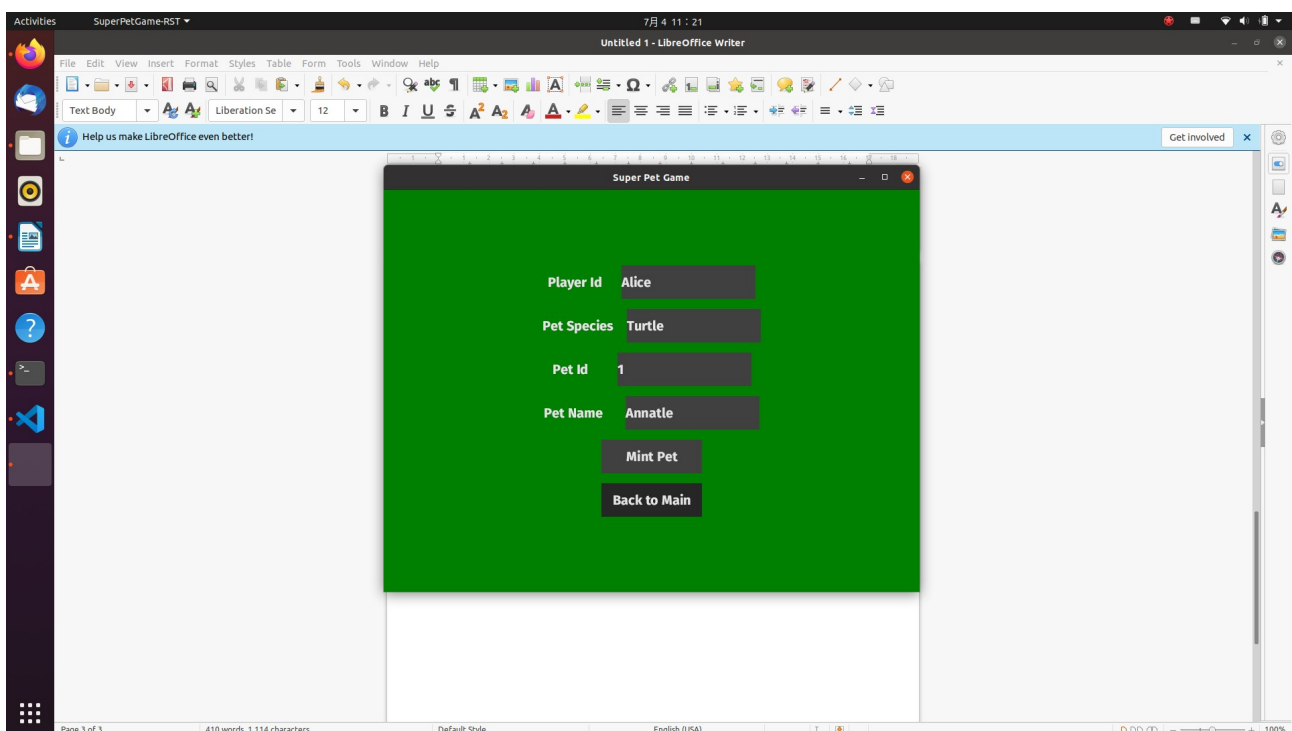 Activities SuperPetGame-RST 7月 4 11：21
Untitled 1 - LibreOffice Writer
File Edit View Insert Format Styles Table Form Tools Window Help
Text Body Liberation Se 12
Help us make LibreOffice even better! Get involved
Super Pet Game
Player Id Alice
Pet Species Turtle
Pet Id 1
Pet Name Annatle
Mint Pet
Back to Main
Page 3 of 3 410 words, 1,114 characters Default Style English (USA) 100%